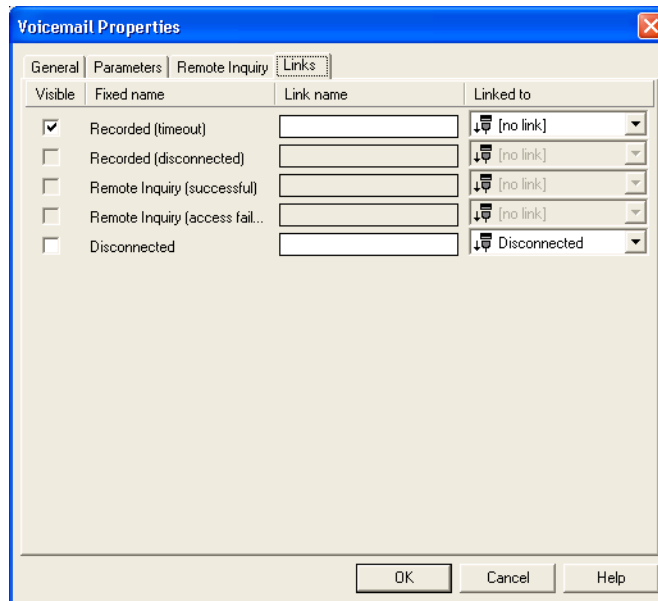 Voicemail Properties
General Parameters Remote Inquiry Links
Visible Fixed name Link name Linked to
Recorded (timeout) [no link]
Recorded (disconnected) [no link]
Remote Inquiry (successful) [no link]
Remote Inquiry (access fail... [no link]
Disconnected Disconnected
OK Cancel Help